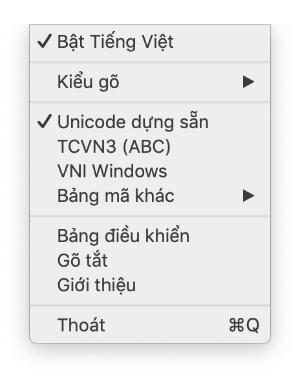 ✓ Bật Tiếng Việt
Kiểu gõ ▶
✓ Unicode dựng sẵn
TCVN3 (ABC)
VNI Windows
Bảng mã khác ▶
Bảng điều khiển
Gõ tắt
Giới thiệu
Thoát ⌘Q